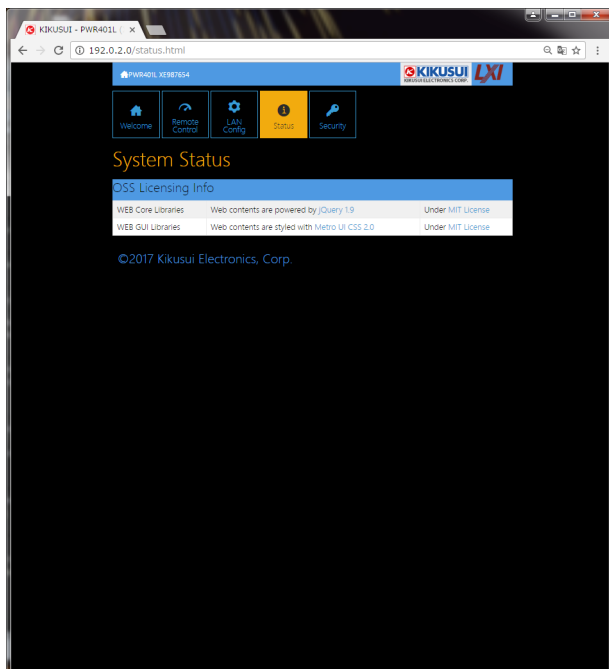 KIKUSUI - PWR401L (
192.0.2.0/status.html
PWR401L XE987654
KIKUSUI
KIKUSUI ELECTRONICS CORP.
LXI
Welcome
Remote Control
LAN Config
Status
Security
System Status
OSS Licensing Info
WEB Core Libraries Web contents are powered by jQuery 1.9 Under MIT License
WEB GUI Libraries Web contents are styled with Metro UI CSS 2.0 Under MIT License
©2017 Kikusui Electronics, Corp.